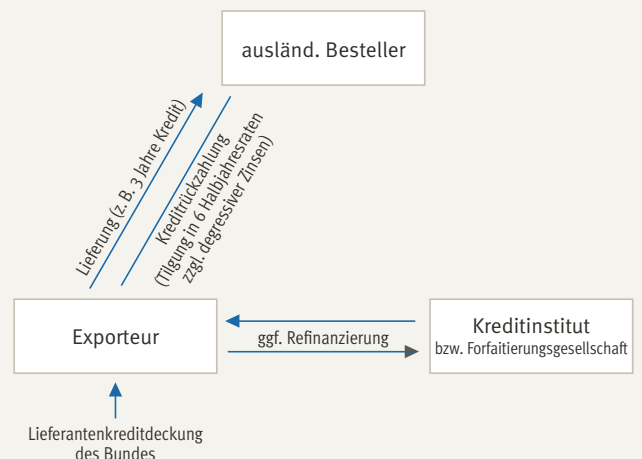 ausländ. Besteller
Lieferung (z. B. 3 Jahre Kredit)
Kreditrückzahlung
(Tilgung in 6 Halbjahresraten
zzgl. degressiver Zinsen)
Exporteur
ggf. Refinanzierung
Kreditinstitut
bzw. Forfaitierungsgesellschaft
Lieferantenkreditdeckung
des Bundes